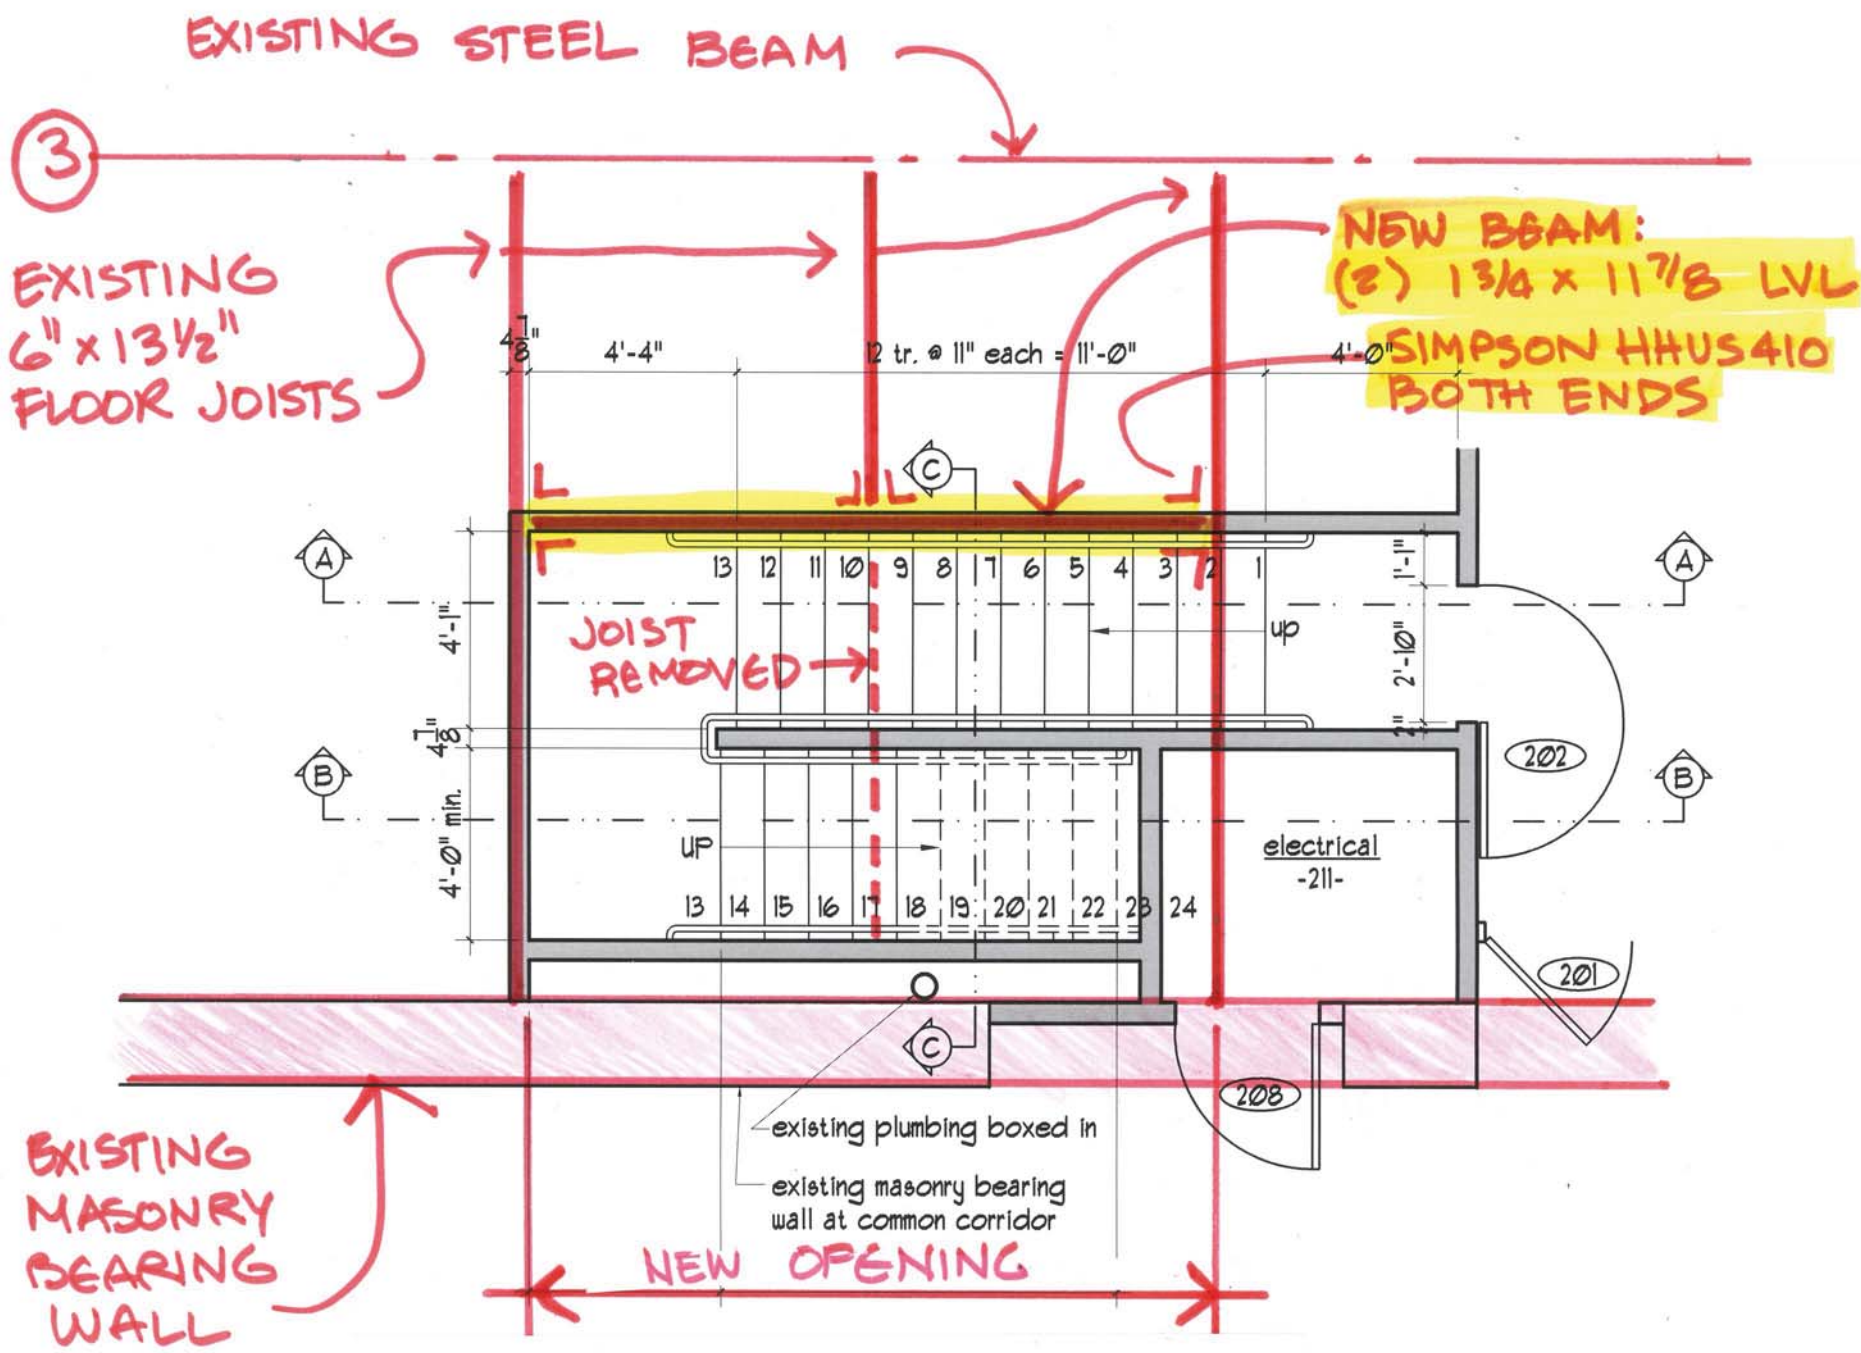 EXISTING STEEL BEAM
3
NEW BEAM:
(2) 1 3/4 x 11 7/8 LVL
SIMPSON HHUS410
BOTH ENDS
EXISTING
6" x 13 1/2"
FLOOR JOISTS
4 7/8"
4'-4"
12 tr. @ 11" each = 11'-0"
4'-0"
C
A
A
13 12 11 10 9 8 7 6 5 4 3 2 1
1'-1"
4'-1"
JOIST
REMOVED
up
2'-10"
4 7/8"
2"
202
B
B
4'-0" min.
up
electrical
-211-
13 14 15 16 17 18 19 20 21 22 23 24
201
C
208
existing plumbing boxed in
existing masonry bearing
wall at common corridor
EXISTING
MASONRY
BEARING
WALL
NEW OPENING